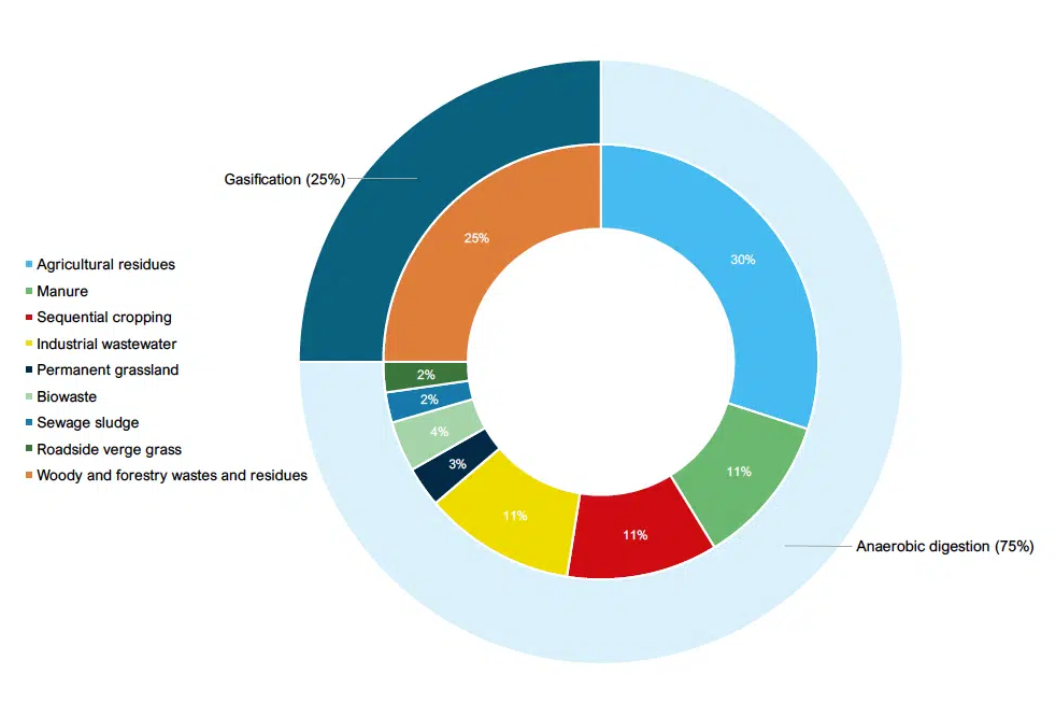 Gasification (25%)
25%
30%
Agricultural residues
Manure
Sequential cropping
Industrial wastewater
Permanent grassland
Biowaste
Sewage sludge
Roadside verge grass
Woody and forestry wastes and residues
2%
2%
4%
3%
11%
11%
11%
Anaerobic digestion (75%)